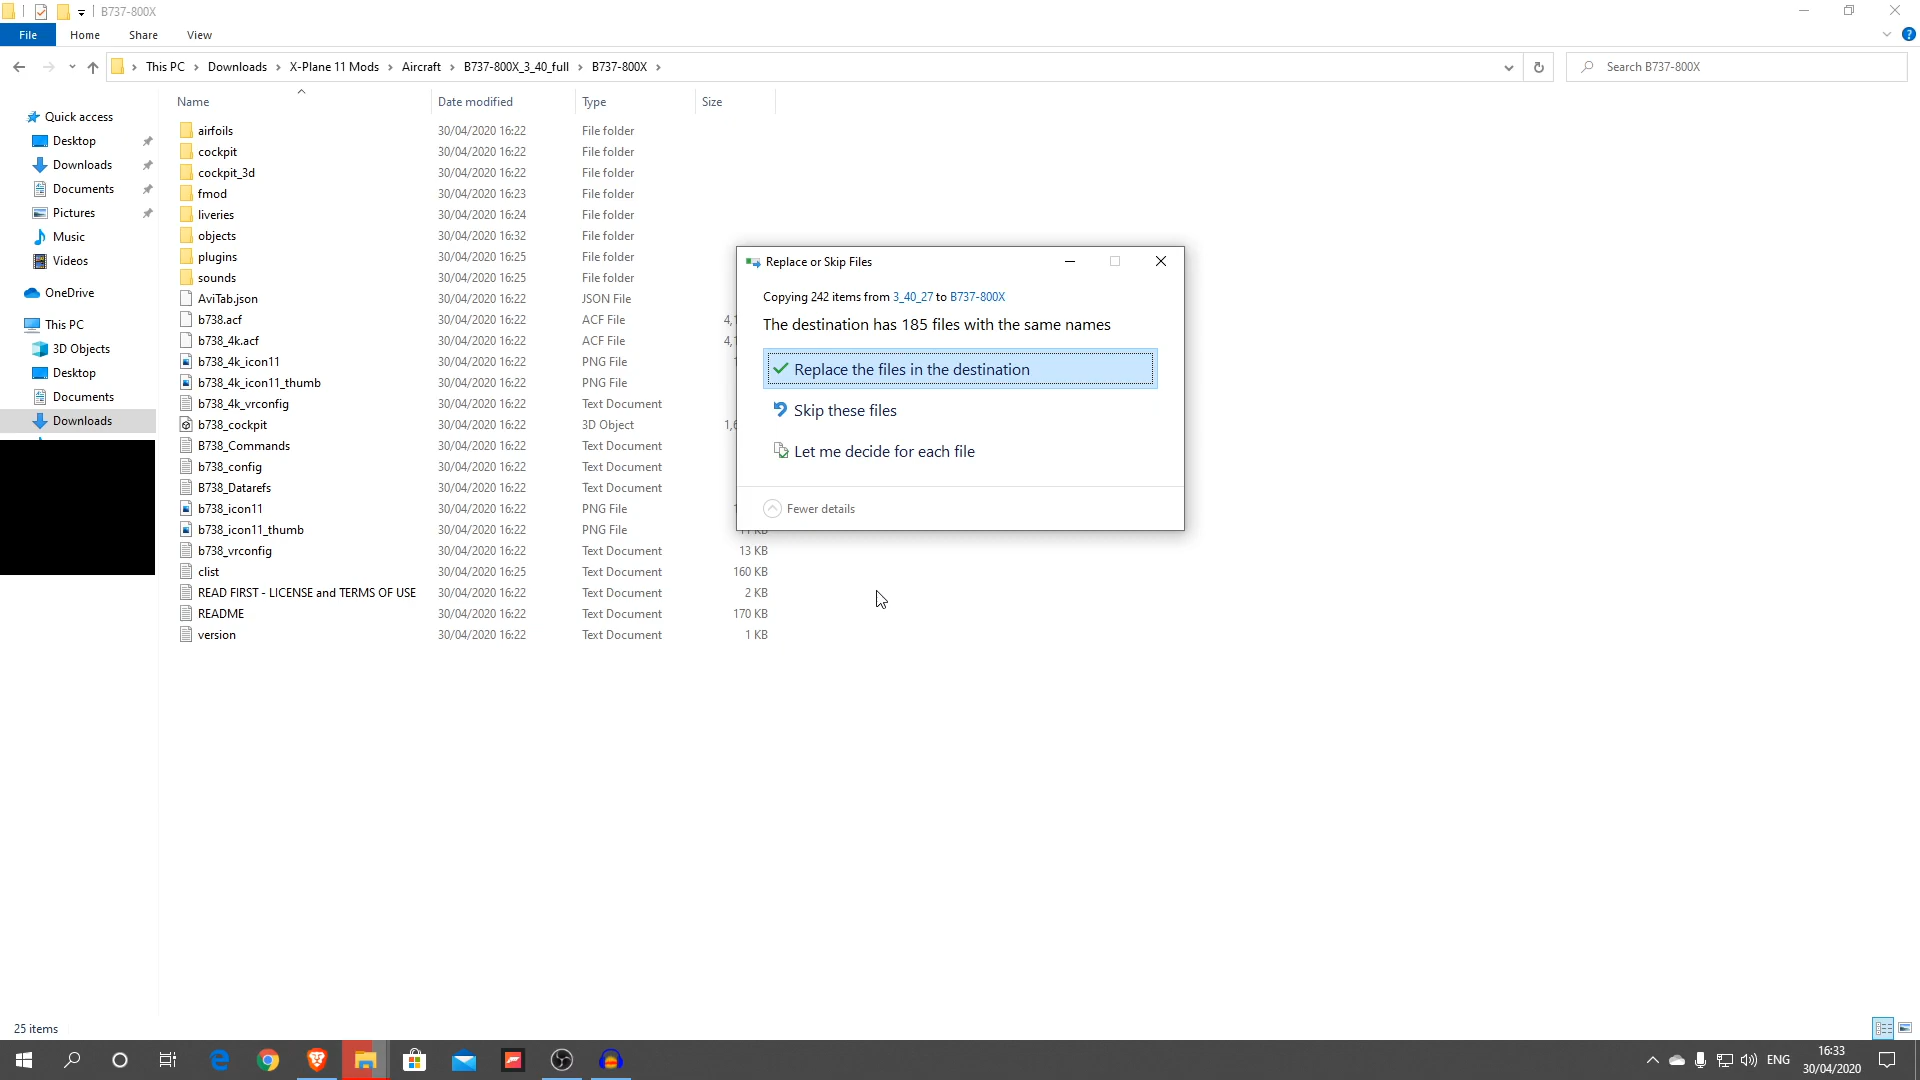 B737-800X
File Home Share View
This PC Downloads X-Plane 11 Mods Aircraft B737-800X_3_40_full B737-800X
Search B737-800X
Name Date modified Type Size
Quick access
Desktop
Downloads
Documents
Pictures
Music
Videos
OneDrive
This PC
3D Objects
Desktop
Documents
Downloads
airfoils 30/04/2020 16:22 File folder
cockpit 30/04/2020 16:22 File folder
cockpit_3d 30/04/2020 16:22 File folder
fmod 30/04/2020 16:23 File folder
liveries 30/04/2020 16:24 File folder
objects 30/04/2020 16:32 File folder
plugins 30/04/2020 16:25 File folder
sounds 30/04/2020 16:25 File folder
AviTab.json 30/04/2020 16:22 JSON File
b738.acf 30/04/2020 16:22 ACF File
b738_4k.acf 30/04/2020 16:22 ACF File
b738_4k_icon11 30/04/2020 16:22 PNG File
b738_4k_icon11_thumb 30/04/2020 16:22 PNG File
b738_4k_vrconfig 30/04/2020 16:22 Text Document
b738_cockpit 30/04/2020 16:22 3D Object
B738_Commands 30/04/2020 16:22 Text Document
b738_config 30/04/2020 16:22 Text Document
B738_Datarefs 30/04/2020 16:22 Text Document
b738_icon11 30/04/2020 16:22 PNG File
b738_icon11_thumb 30/04/2020 16:22 PNG File
b738_vrconfig 30/04/2020 16:22 Text Document 13 KB
clist 30/04/2020 16:25 Text Document 160 KB
READ FIRST - LICENSE and TERMS OF USE 30/04/2020 16:22 Text Document 2 KB
README 30/04/2020 16:22 Text Document 170 KB
version 30/04/2020 16:22 Text Document 1 KB
Replace or Skip Files
Copying 242 items from 3_40_27 to B737-800X
The destination has 185 files with the same names
Replace the files in the destination
Skip these files
Let me decide for each file
Fewer details
25 items
ENG
16:33
30/04/2020